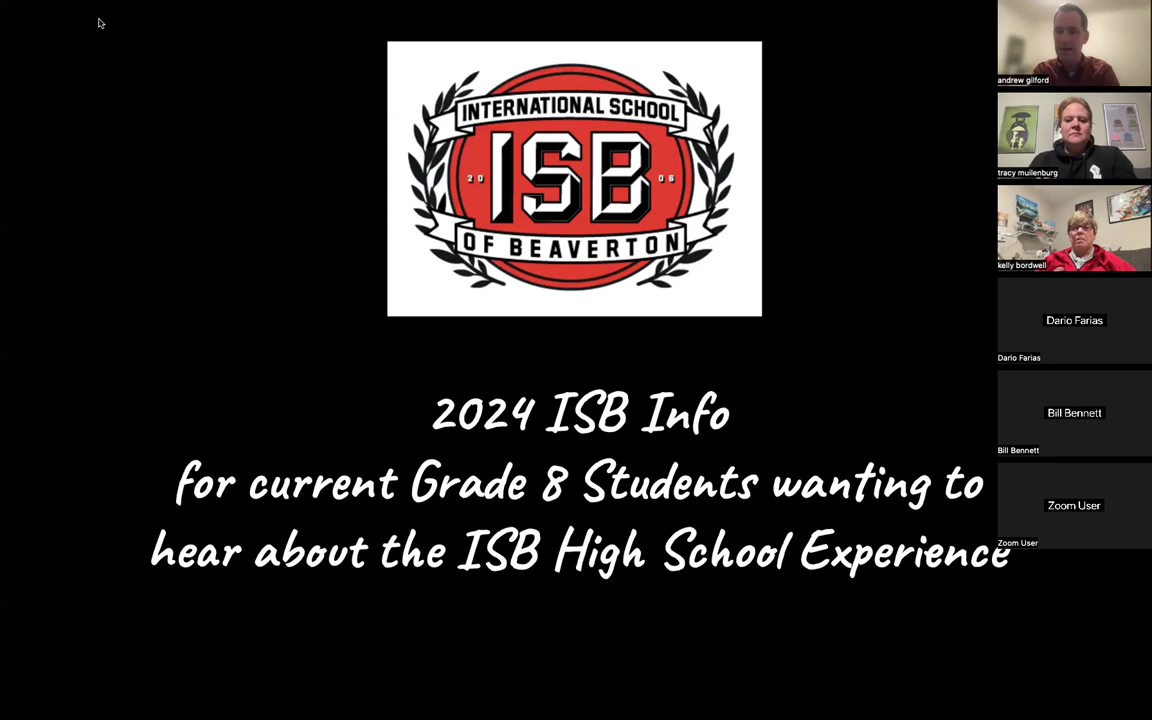 INTERNATIONAL SCHOOL
20 ISB 06
OF BEAVERTON
2024 ISB Info
for current Grade 8 Students wanting to
hear about the ISB High School Experience
andrew gilford
tracy muilenburg
kelly bordwell
Dario Farias
Dario Farias
Bill Bennett
Bill Bennett
Zoom User
Zoom User